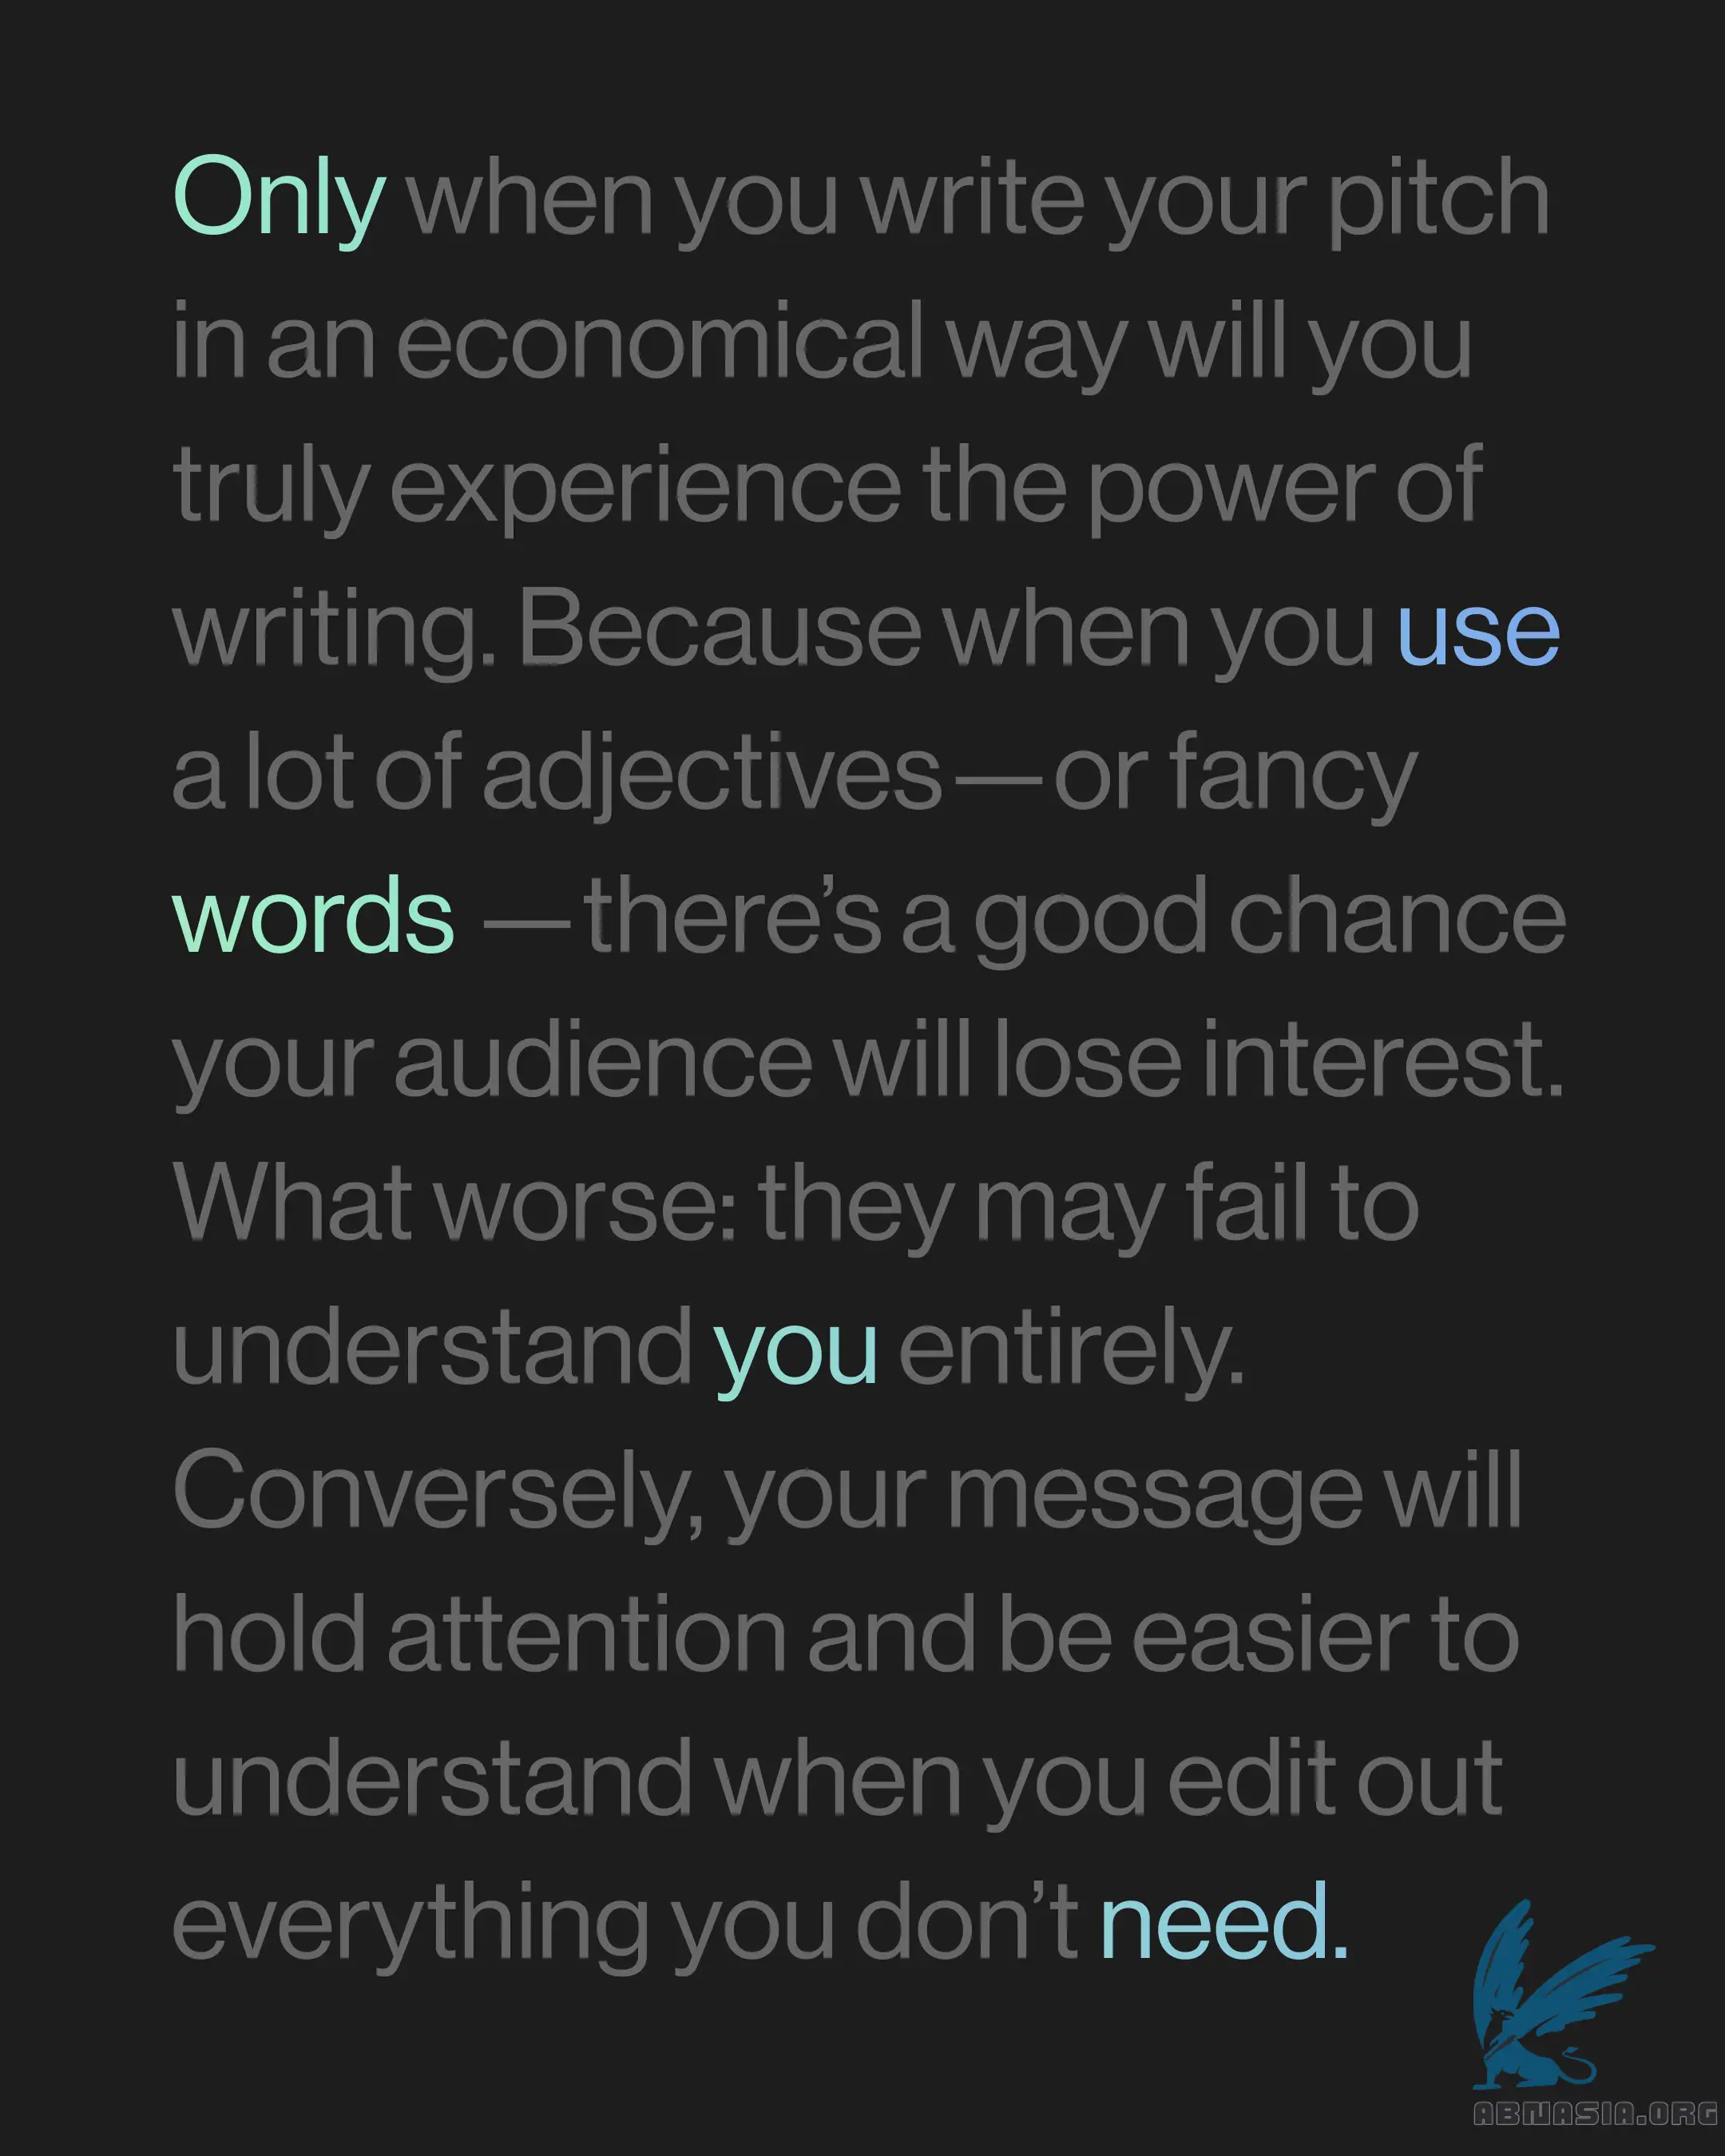 Only when you write your pitch
in an economical way will you
truly experience the power of
writing. Because when you use
a lot of adjectives—or fancy
words —there’s a good chance
your audience will lose interest.
What worse: they may fail to
understand you entirely.
Conversely, your message will
hold attention and be easier to
understand when you edit out
everything you don’t need.
ABNASIA.ORG